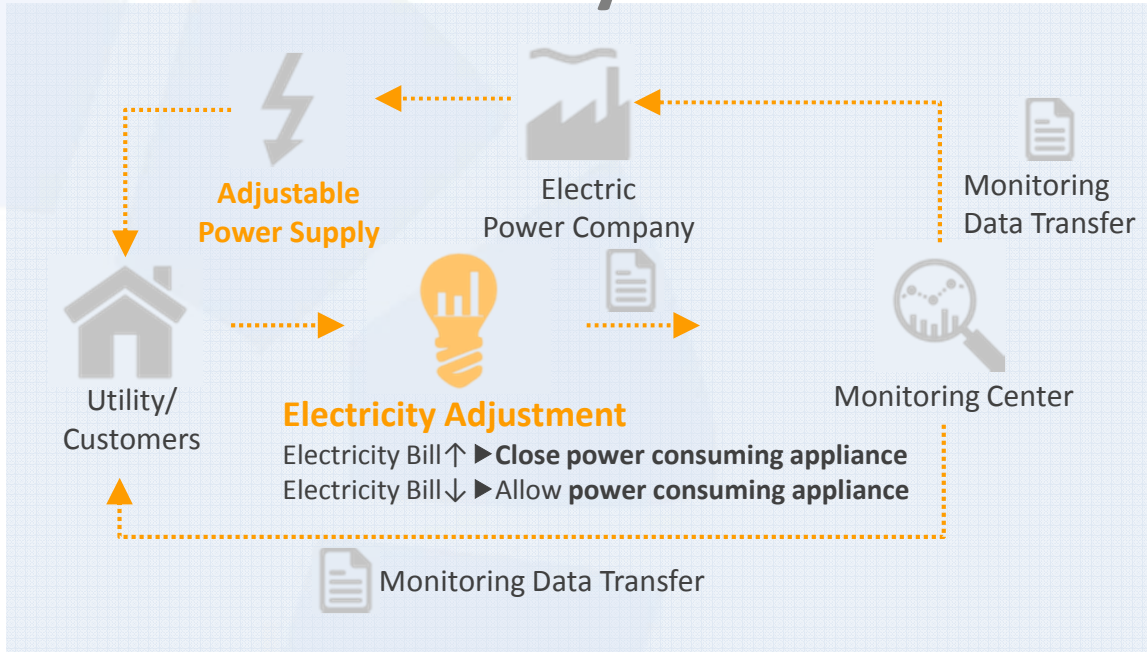 Adjustable
Power Supply
Electric
Power Company
Monitoring
Data Transfer
Utility/
Customers
Electricity Adjustment
Electricity Bill↑ ▶Close power consuming appliance
Electricity Bill↓ ▶Allow power consuming appliance
Monitoring Center
Monitoring Data Transfer